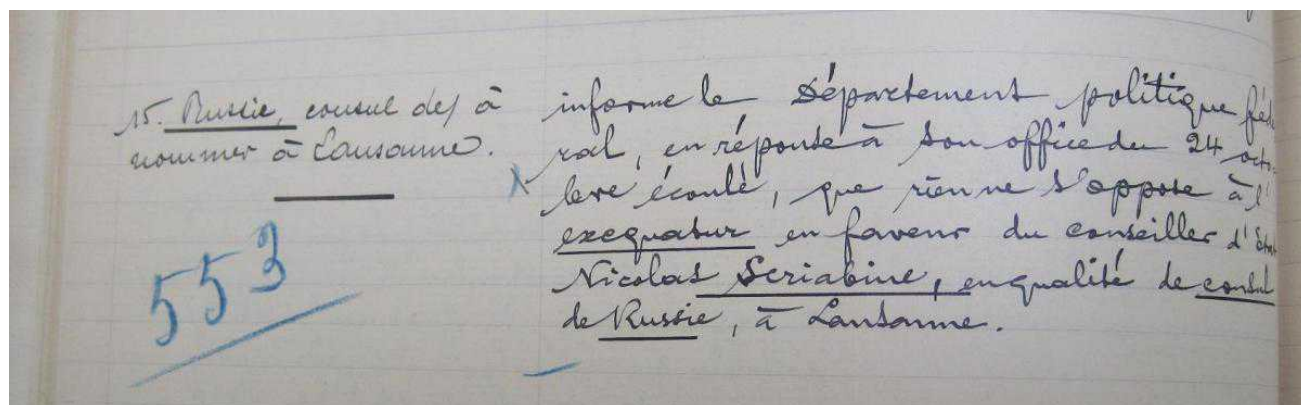 15. Russie, consul de) à
nommer à Lausanne.
553
informe le Département politique fédé
ral, en réponse à son office du 24 octo-
bre écoulé, que rien ne s'oppose à l'
exequatur en faveur du conseiller d'Etat
Nicolas Scriabine, en qualité de consul
de Russie, à Lausanne.